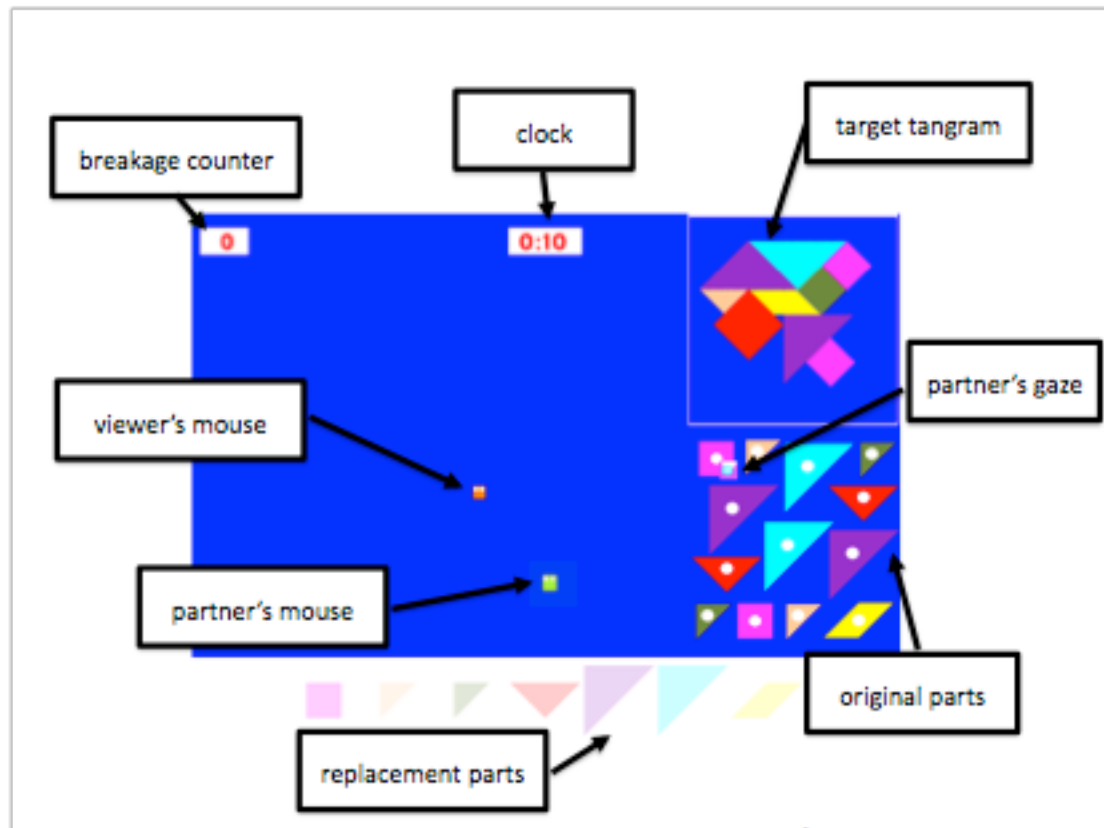 target tangram
clock
breakage counter
0
0:10
partner's gaze
viewer's mouse
partner's mouse
original parts
replacement parts